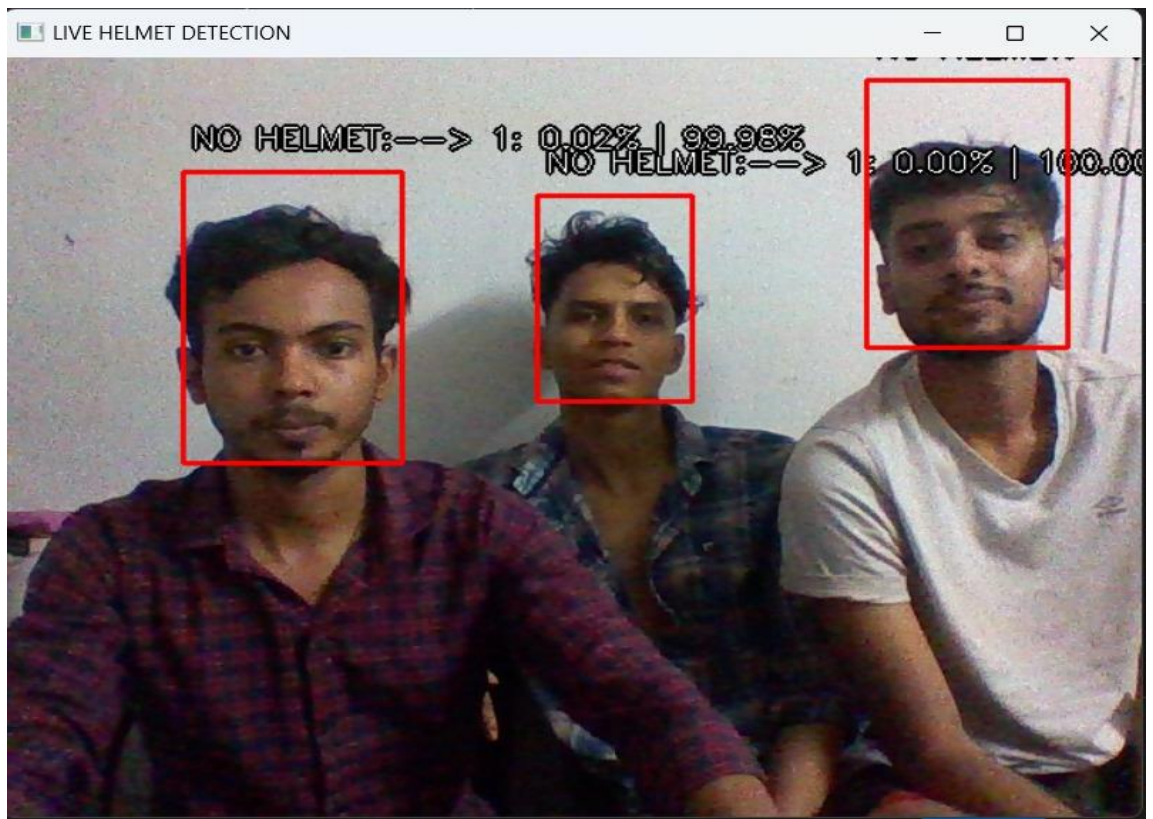 LIVE HELMET DETECTION
NO HELMET:--> 1: 0.02% | 99.98%
NO HELMET:--> 1: 0.00% | 100.00